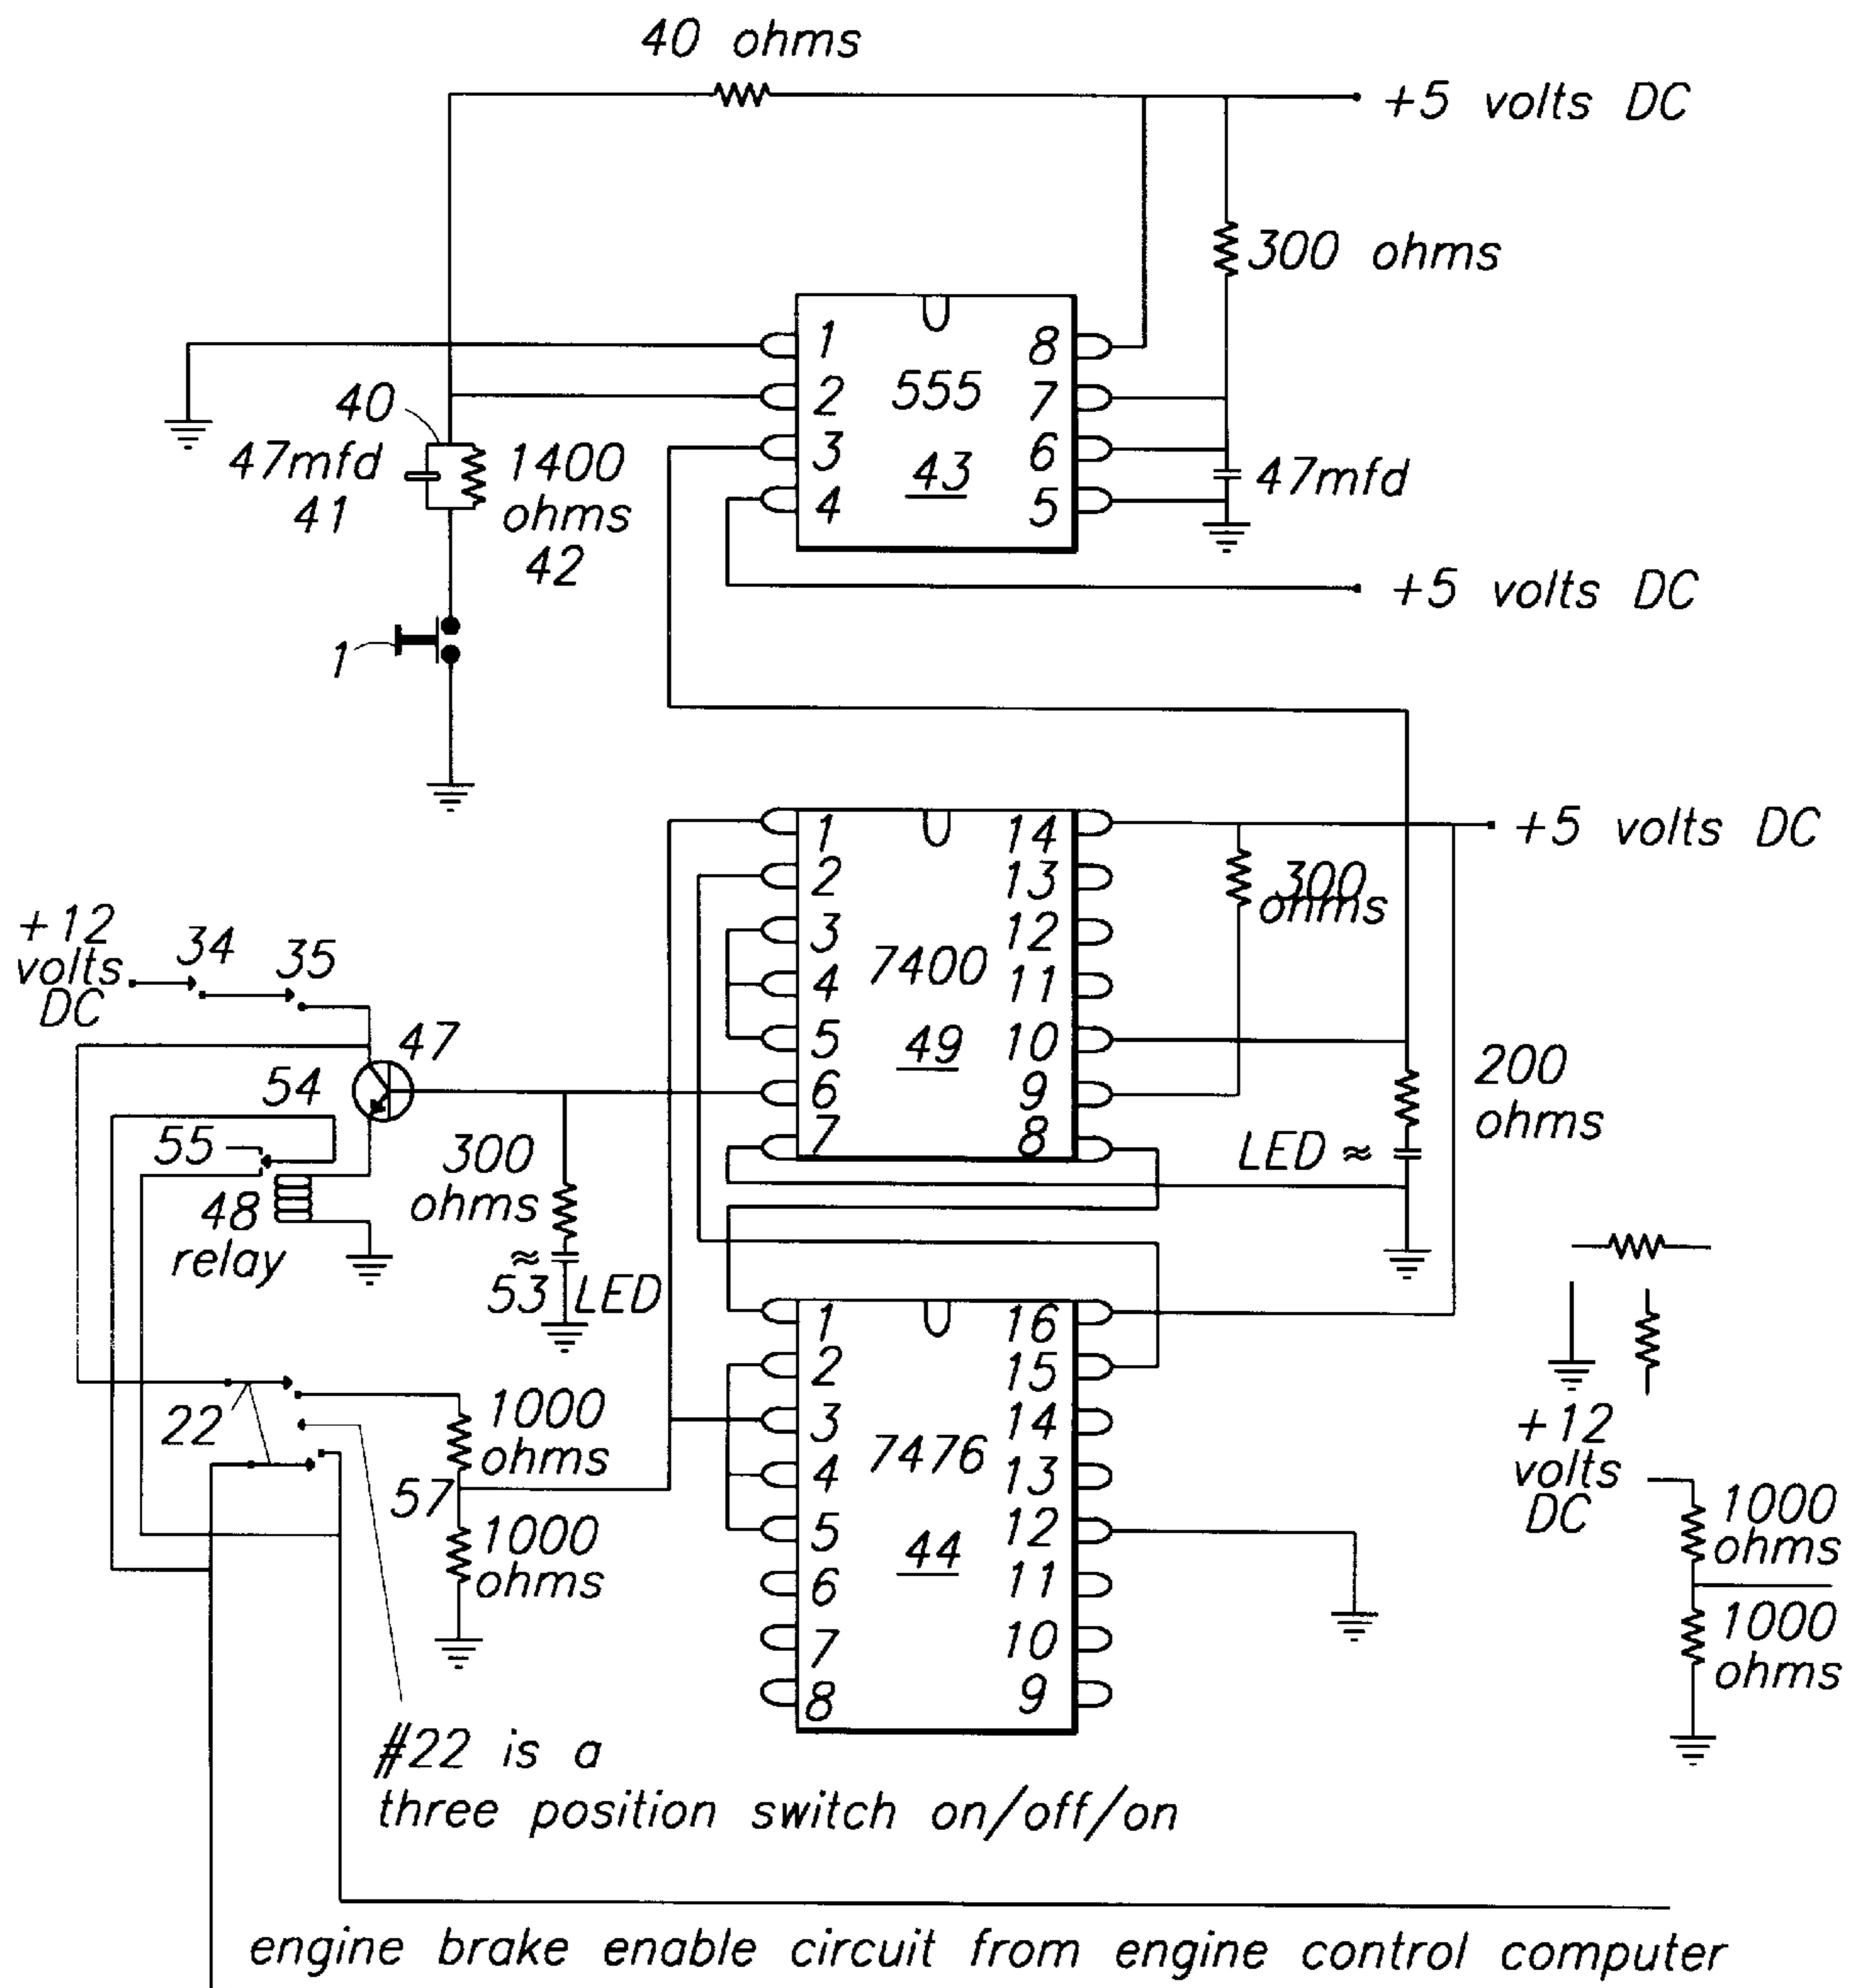 40 ohms
+5 volts DC
300 ohms
1
2
3
4
555
43
8
7
6
5
40
47mfd
41
1400
ohms
42
47mfd
+5 volts DC
1
1
2
3
4
5
6
7
7400
49
14
13
12
11
10
9
8
+5 volts DC
300
ohms
+12
volts
DC
34
35
47
54
55
48
relay
300
ohms
≈
53 LED
200
ohms
LED ≈
1
2
3
4
5
6
7
8
7476
44
16
15
14
13
12
11
10
9
22
1000
ohms
57
1000
ohms
+12
volts
DC
1000
ohms
1000
ohms
#22 is a
three position switch on/off/on
engine brake enable circuit from engine control computer